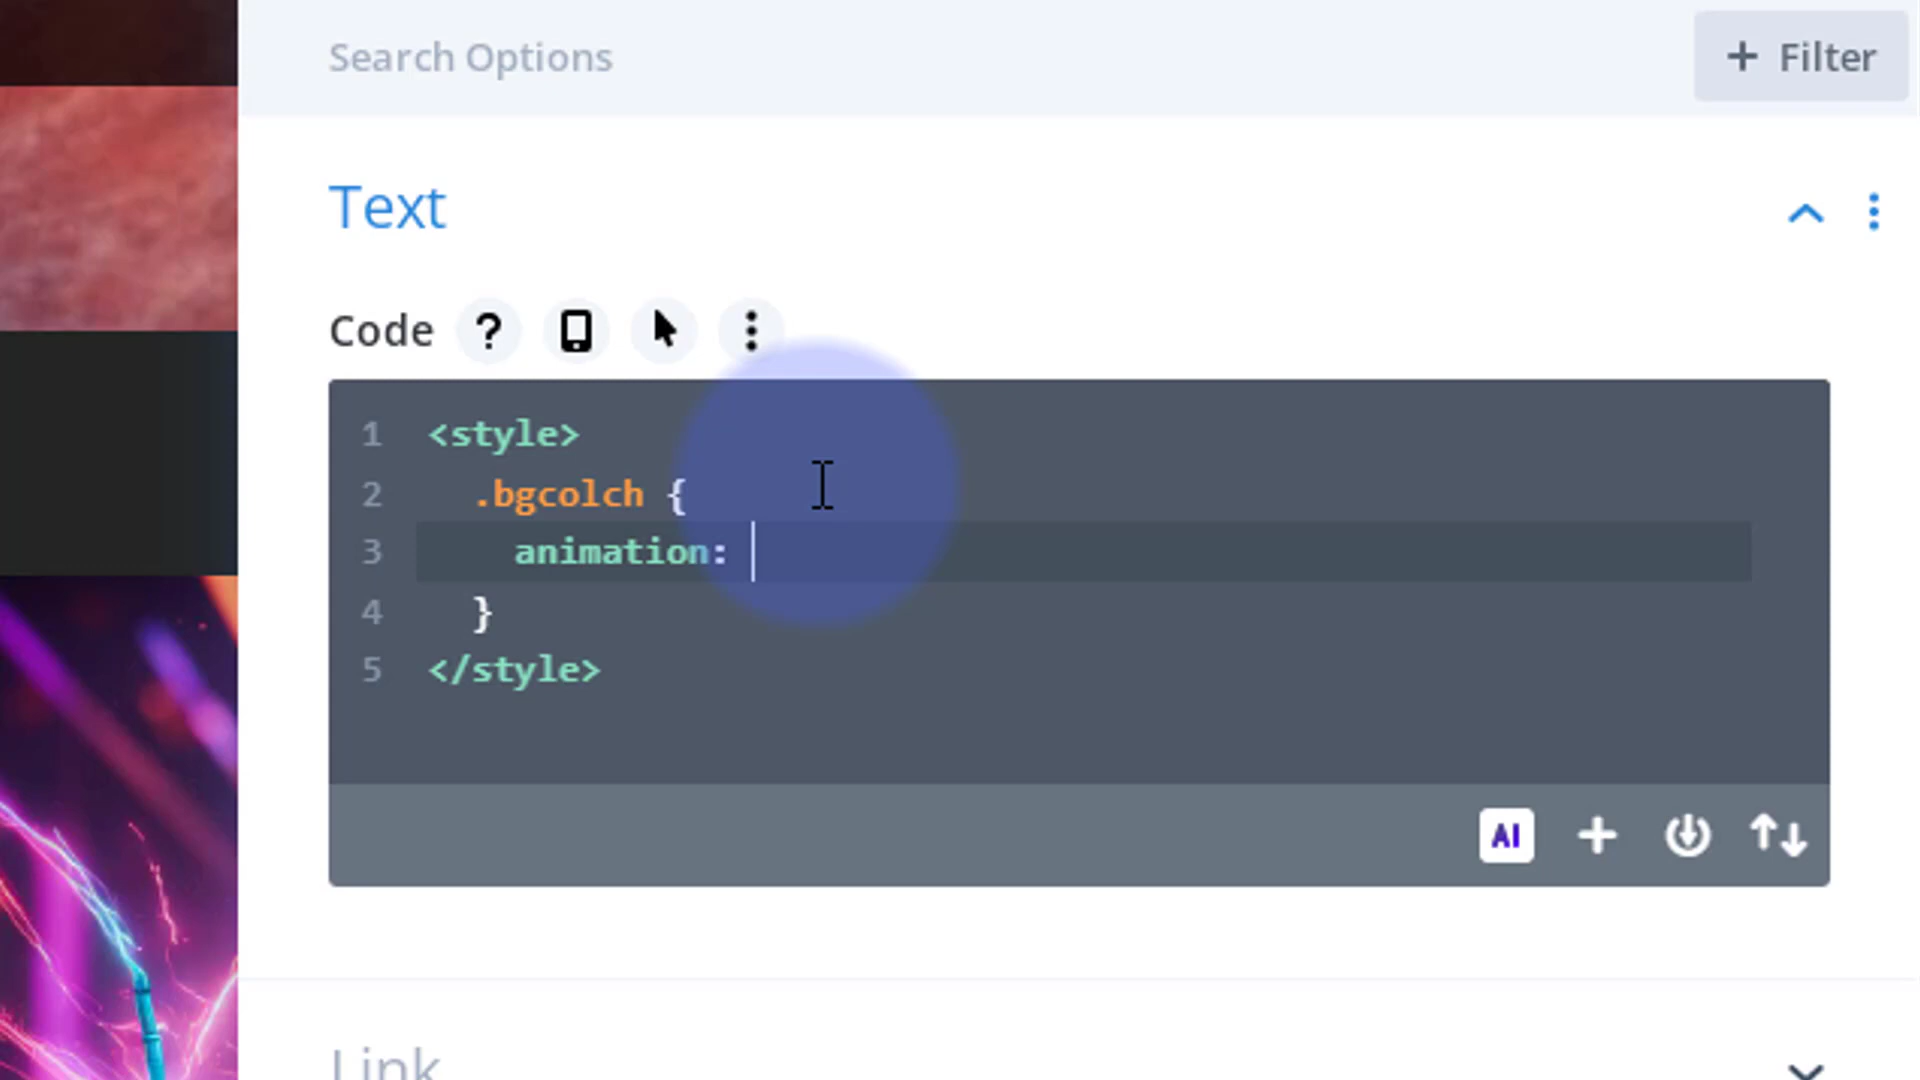 Search Options
+ Filter
Text
Code ?
1 <style>
2 .bgcolch {
3 animation:
4 }
5 </style>
AI
Link